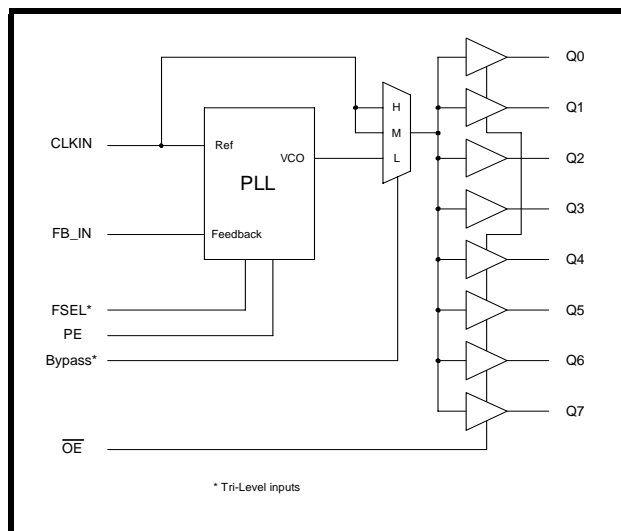 Q0
Q1
H
CLKIN
Ref
M
VCO
L
Q2
PLL
Q3
FB_IN
Feedback
Q4
FSEL*
Q5
PE
Bypass*
Q6
Q7
OE
* Tri-Level inputs